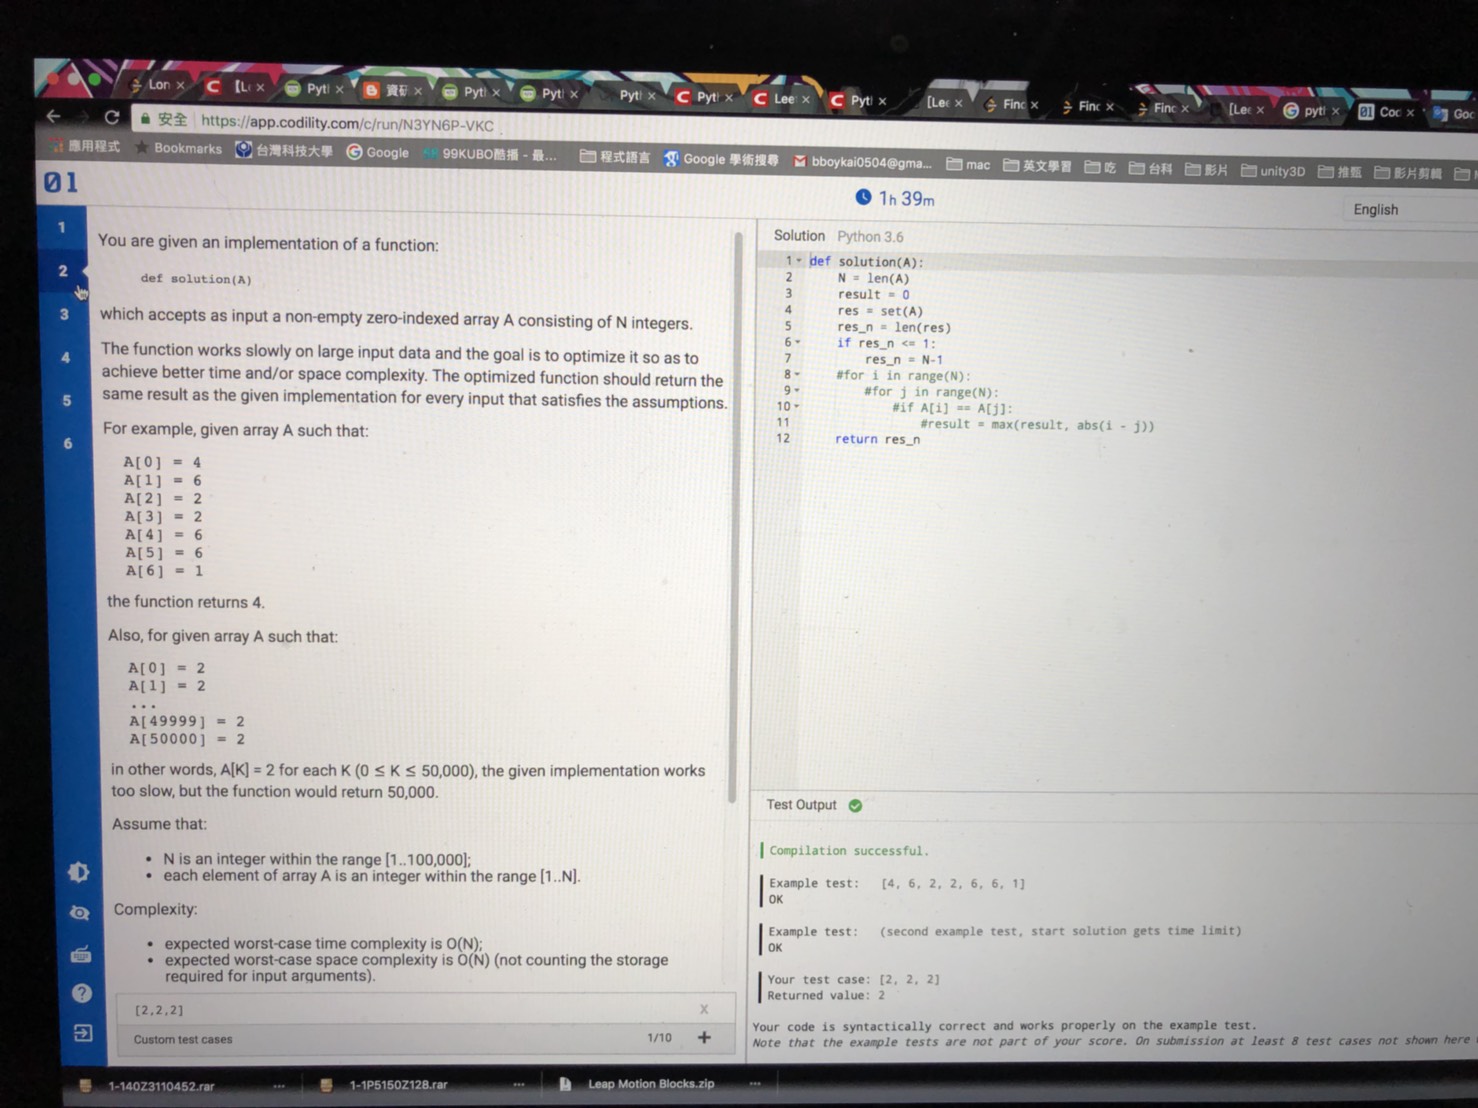 Lon ×
【L ×
Pyt ×
資研 ×
Pyt ×
Pyt ×
Pyt ×
Pyt ×
Lee ×
Pyt ×
[Lee ×
Finc ×
Finc ×
Finc ×
[Lee ×
pyt ×
01 Coc ×
Goc
安全 https://app.codility.com/c/run/N3YN6P-VKC
應用程式 Bookmarks 台灣科技大學 Google 99KUBO酷播 - 最... 程式語言 Google 學術搜尋 bboykai0504@gma... mac 英文學習 吃 台科 影片 unity3D 推甄 影片剪輯
01
1h 39m
English
1
2
3
4
5
6
You are given an implementation of a function:
def solution(A)
which accepts as input a non-empty zero-indexed array A consisting of N integers.
The function works slowly on large input data and the goal is to optimize it so as to
achieve better time and/or space complexity. The optimized function should return the
same result as the given implementation for every input that satisfies the assumptions.
For example, given array A such that:
A[0] = 4
A[1] = 6
A[2] = 2
A[3] = 2
A[4] = 6
A[5] = 6
A[6] = 1
the function returns 4.
Also, for given array A such that:
A[0] = 2
A[1] = 2
...
A[49999] = 2
A[50000] = 2
in other words, A[K] = 2 for each K (0 ≤ K ≤ 50,000), the given implementation works
too slow, but the function would return 50,000.
Assume that:
• N is an integer within the range [1..100,000];
• each element of array A is an integer within the range [1..N].
Complexity:
• expected worst-case time complexity is O(N);
• expected worst-case space complexity is O(N) (not counting the storage
required for input arguments).
[2,2,2] x
Custom test cases 1/10 +
Solution Python 3.6
1 def solution(A):
2 N = len(A)
3 result = 0
4 res = set(A)
5 res_n = len(res)
6 if res_n <= 1:
7 res_n = N-1
8 #for i in range(N):
9 #for j in range(N):
10 #if A[i] == A[j]:
11 #result = max(result, abs(i - j))
12 return res_n
Test Output
Compilation successful.
Example test: [4, 6, 2, 2, 6, 6, 1]
OK
Example test: (second example test, start solution gets time limit)
OK
Your test case: [2, 2, 2]
Returned value: 2
Your code is syntactically correct and works properly on the example test.
Note that the example tests are not part of your score. On submission at least 8 test cases not shown here
1-140Z3110452.rar ... 1-1P5150Z128.rar ... Leap Motion Blocks.zip ...